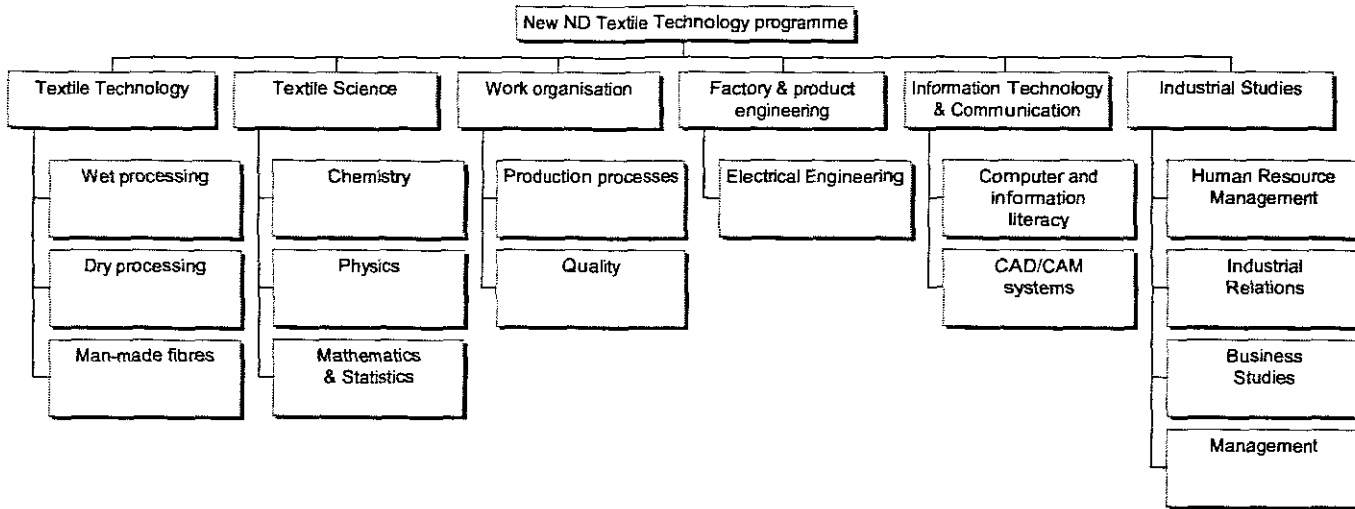 New ND Textile Technology programme
Textile Technology
Wet processing
Dry processing
Man-made fibres
Textile Science
Chemistry
Physics
Mathematics
& Statistics
Work organisation
Production processes
Quality
Factory & product
engineering
Electrical Engineering
Information Technology
& Communication
Computer and
information
literacy
CAD/CAM
systems
Industrial Studies
Human Resource
Management
Industrial
Relations
Business
Studies
Management